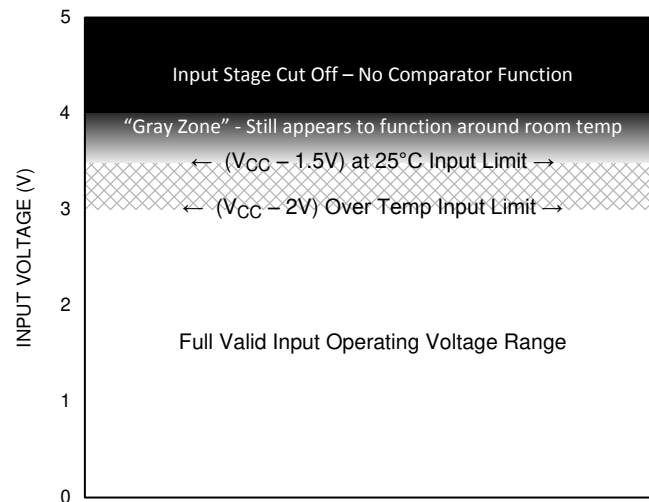 5
Input Stage Cut Off – No Comparator Function
4
“Gray Zone” - Still appears to function around room temp
← (VCC – 1.5V) at 25°C Input Limit →
3
← (VCC – 2V) Over Temp Input Limit →
INPUT VOLTAGE (V)
2
Full Valid Input Operating Voltage Range
1
0